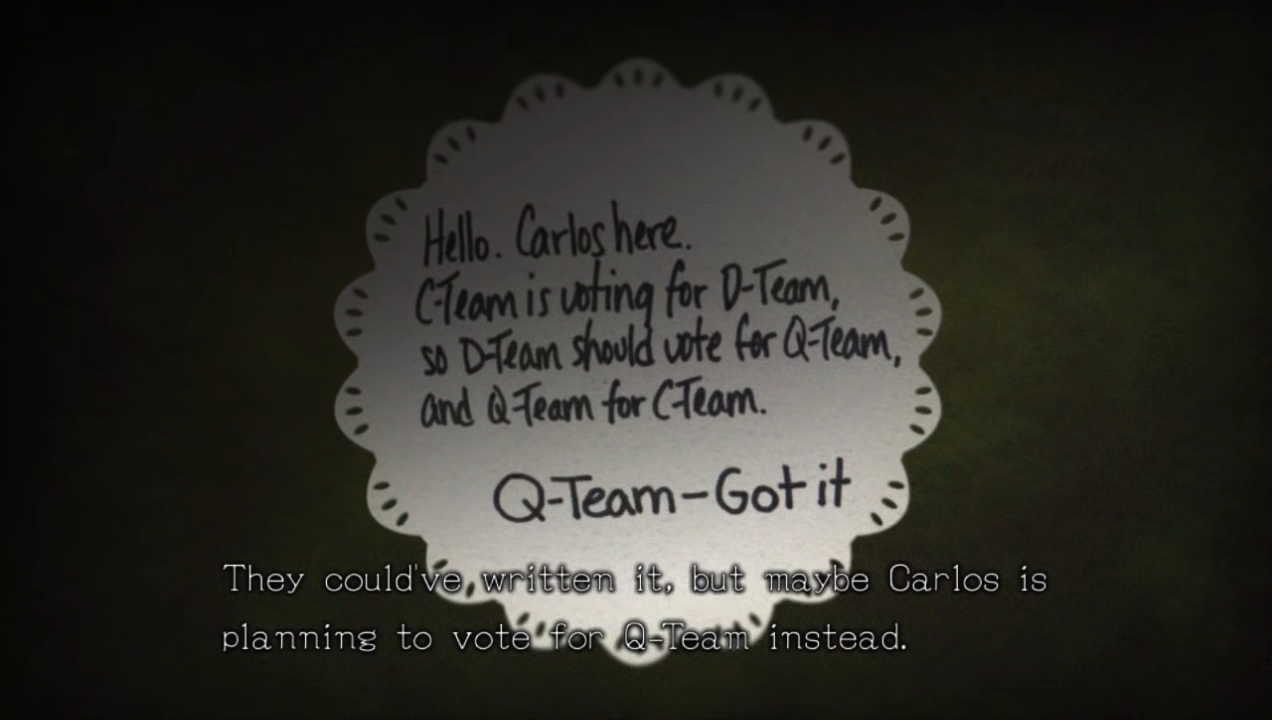 Hello. Carlos here.
C-Team is voting for D-Team,
so D-Team should vote for Q-Team,
and Q-Team for C-Team.
Q-Team-Got it
They could've written it, but maybe Carlos is
planning to vote for Q-Team instead.